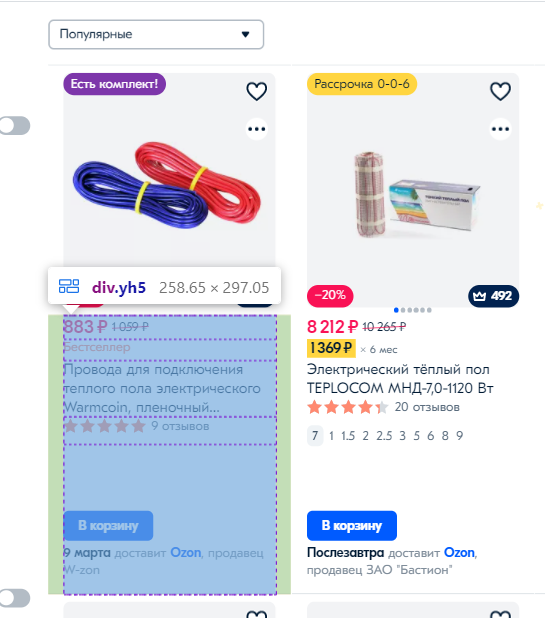 Популярные
Есть комплект!
Рассрочка 0-0-6
div.yh5 258.65 × 297.05
−20%
492
883 ₽ 1 059 ₽
Бестселлер
Провода для подключения
теплого пола электрического
Warmcoin, пленочный...
9 отзывов
В корзину
9 марта доставит Ozon, продавец
W-zon
8 212 ₽ 10 265 ₽
1 369 ₽ × 6 мес
Электрический тёплый пол
TEPLOCOM МНД-7,0-1120 Вт
20 отзывов
7 1 1.5 2 2.5 3 5 6 8 9
В корзину
Послезавтра доставит Ozon,
продавец ЗАО "Бастион"